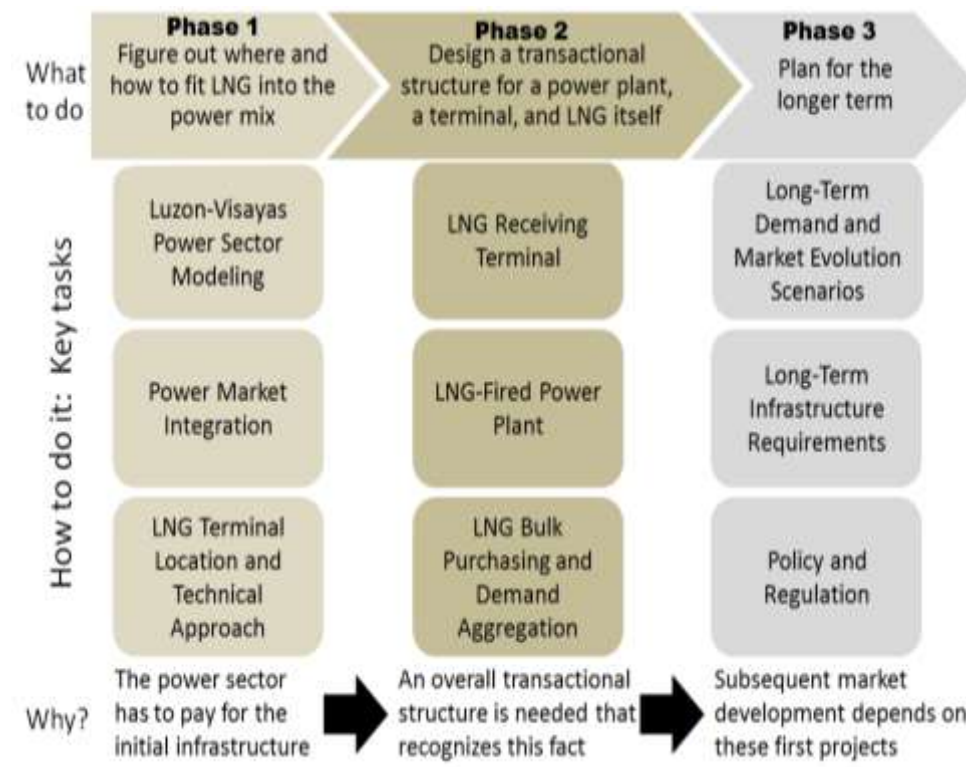 What
to do
Phase 1
Figure out where and
how to fit LNG into the
power mix
Phase 2
Design a transactional
structure for a power plant,
a terminal, and LNG itself
Phase 3
Plan for the
longer term
How to do it: Key tasks
Luzon-Visayas
Power Sector
Modeling
LNG Receiving
Terminal
Long-Term
Demand and
Market Evolution
Scenarios
Power Market
Integration
LNG-Fired Power
Plant
Long-Term
Infrastructure
Requirements
LNG Terminal
Location and
Technical
Approach
LNG Bulk
Purchasing and
Demand
Aggregation
Policy and
Regulation
Why?
The power sector
has to pay for the
initial infrastructure
An overall transactional
structure is needed that
recognizes this fact
Subsequent market
development depends on
these first projects